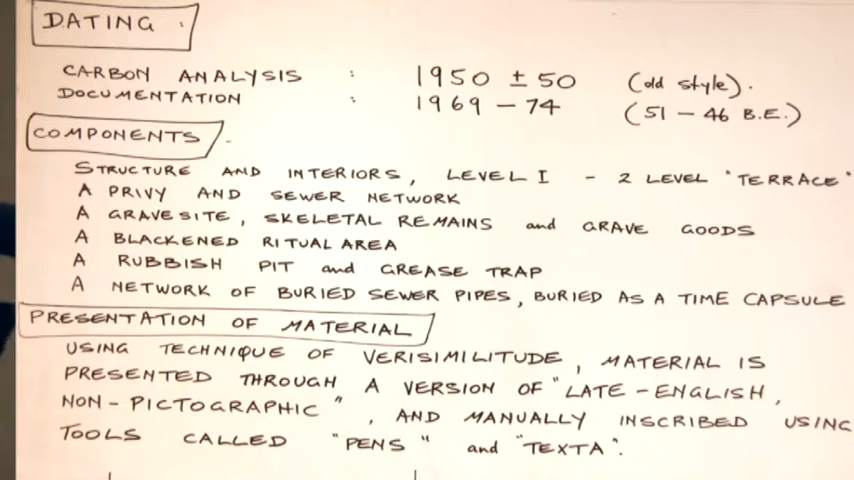 DATING
CARBON ANALYSIS : 1950 ± 50 (old style).
DOCUMENTATION : 1969 - 74 (51 - 46 B.E.)
COMPONENTS
STRUCTURE AND INTERIORS, LEVEL I - 2 LEVEL "TERRACE"
A PRIVY AND SEWER NETWORK
A GRAVESITE, SKELETAL REMAINS and GRAVE GOODS
A BLACKENED RITUAL AREA
A RUBBISH PIT and GREASE TRAP
A NETWORK OF BURIED SEWER PIPES, BURIED AS A TIME CAPSULE
PRESENTATION OF MATERIAL
USING TECHNIQUE OF VERISIMILITUDE, MATERIAL IS
PRESENTED THROUGH A VERSION OF "LATE-ENGLISH,
NON-PICTOGRAPHIC", AND MANUALLY INSCRIBED USING
TOOLS CALLED "PENS" and "TEXTA".